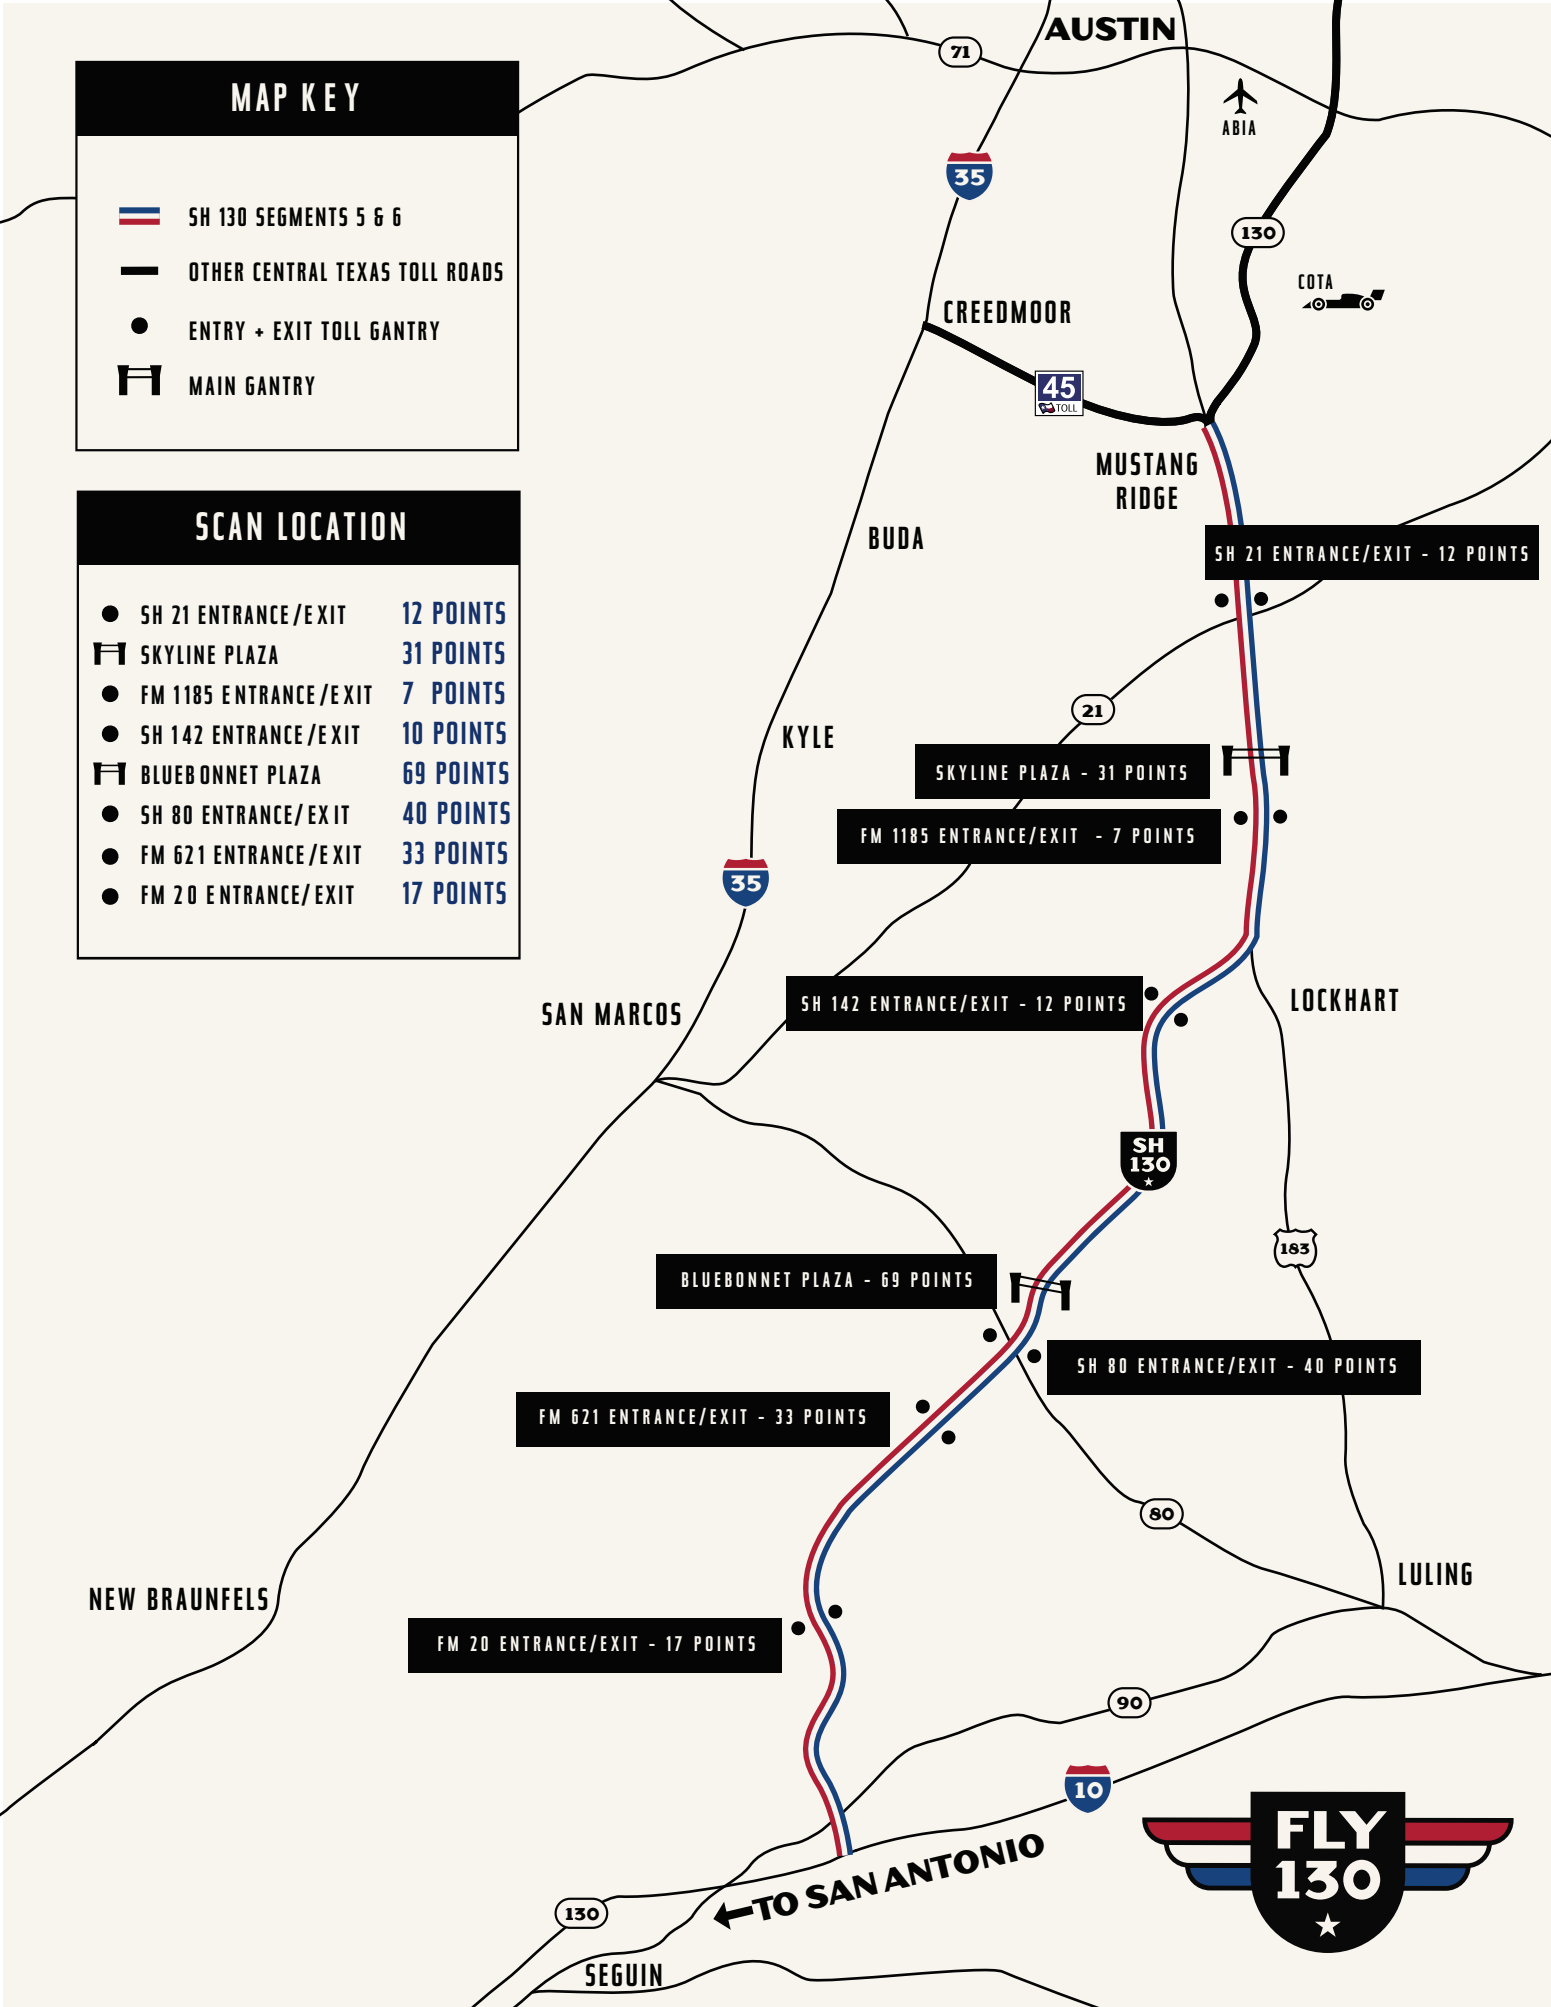 AUSTIN
71
MAP KEY
SH 130 SEGMENTS 5 & 6
OTHER CENTRAL TEXAS TOLL ROADS
ENTRY + EXIT TOLL GANTRY
MAIN GANTRY
ABIA
35
130
COTA
CREEDMOOR
45
TOLL
MUSTANG
RIDGE
SCAN LOCATION
SH 21 ENTRANCE/EXIT 12 POINTS
SKYLINE PLAZA 31 POINTS
FM 1185 ENTRANCE/EXIT 7 POINTS
SH 142 ENTRANCE/EXIT 10 POINTS
BLUEBONNET PLAZA 69 POINTS
SH 80 ENTRANCE/EXIT 40 POINTS
FM 621 ENTRANCE/EXIT 33 POINTS
FM 20 ENTRANCE/EXIT 17 POINTS
BUDA
SH 21 ENTRANCE/EXIT - 12 POINTS
21
KYLE
SKYLINE PLAZA - 31 POINTS
FM 1185 ENTRANCE/EXIT - 7 POINTS
35
SAN MARCOS
SH 142 ENTRANCE/EXIT - 12 POINTS
LOCKHART
SH
130
183
BLUEBONNET PLAZA - 69 POINTS
SH 80 ENTRANCE/EXIT - 40 POINTS
FM 621 ENTRANCE/EXIT - 33 POINTS
80
LULING
NEW BRAUNFELS
FM 20 ENTRANCE/EXIT - 17 POINTS
90
10
FLY
130
TO SAN ANTONIO
130
SEGUIN